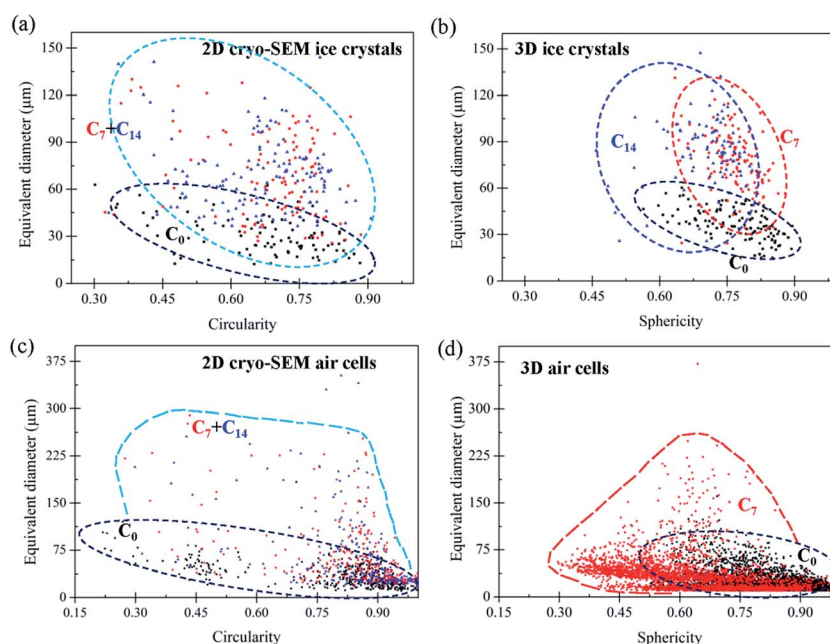 (a)
2D cryo-SEM ice crystals
150
120
90
60
30
0
Equivalent diameter (μm)
C7+C14
C0
0.30 0.45 0.60 0.75 0.90
Circularity
(b)
3D ice crystals
150
120
90
60
30
0
Equivalent diameter (μm)
C14
C7
C0
0.30 0.45 0.60 0.75 0.90
Sphericity
(c)
2D cryo-SEM air cells
375
300
225
150
75
0
Equivalent diameter (μm)
C7+C14
C0
0.15 0.30 0.45 0.60 0.75 0.90
Circularity
(d)
3D air cells
375
300
225
150
75
0
Equivalent diameter (μm)
C7
C0
0.15 0.30 0.45 0.60 0.75 0.90
Sphericity